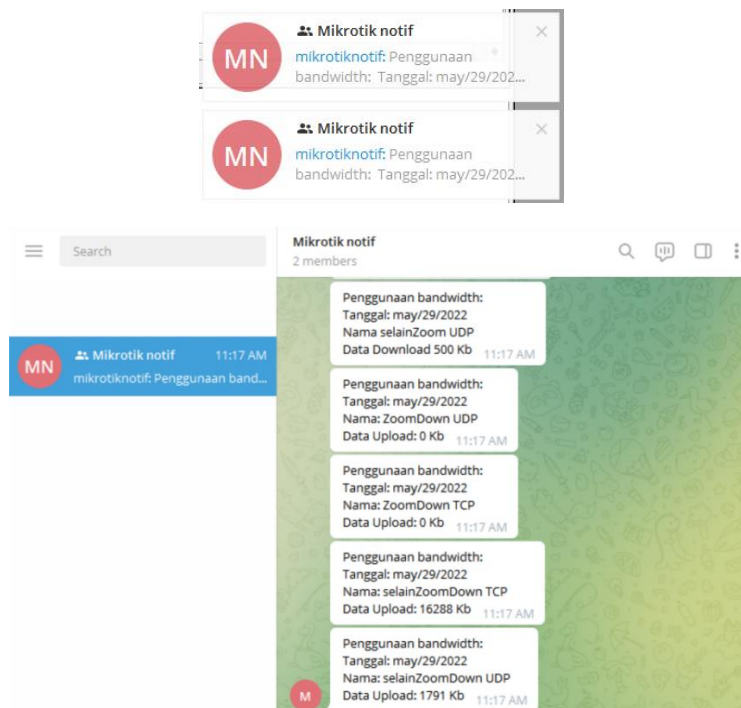 Mikrotik notif
MN
mikrotiknotif: Penggunaan
bandwidth: Tanggal: may/29/202...
Mikrotik notif
MN
mikrotiknotif: Penggunaan
bandwidth: Tanggal: may/29/202...
Search
Mikrotik notif
2 members
MN
Mikrotik notif 11:17 AM
mikrotiknotif: Penggunaan band...
Penggunaan bandwidth:
Tanggal: may/29/2022
Nama selainZoom UDP
Data Download 500 Kb 11:17 AM
Penggunaan bandwidth:
Tanggal: may/29/2022
Nama: ZoomDown UDP
Data Upload: 0 Kb 11:17 AM
Penggunaan bandwidth:
Tanggal: may/29/2022
Nama: ZoomDown TCP
Data Upload: 0 Kb 11:17 AM
Penggunaan bandwidth:
Tanggal: may/29/2022
Nama: selainZoomDown TCP
Data Upload: 16288 Kb 11:17 AM
Penggunaan bandwidth:
Tanggal: may/29/2022
Nama: selainZoomDown UDP
M
Data Upload: 1791 Kb 11:17 AM